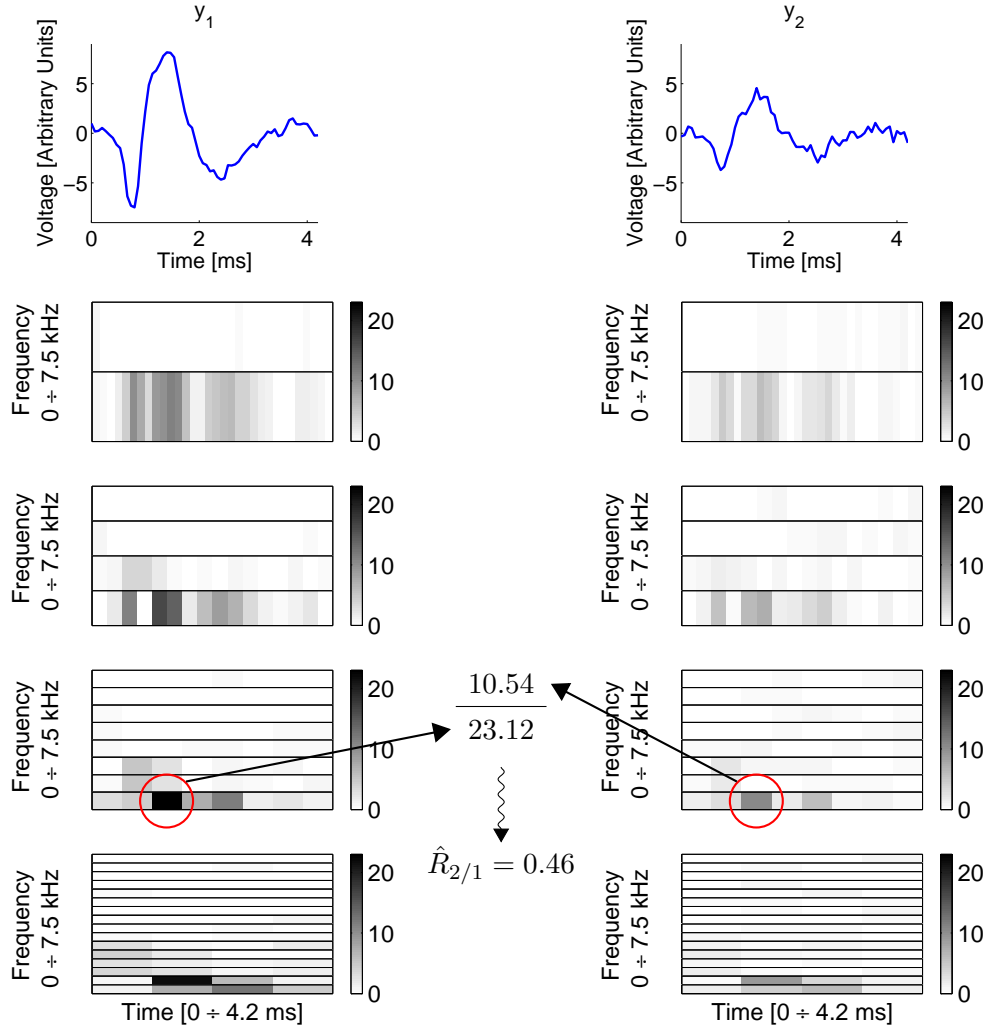 y1
y2
Voltage [Arbitrary Units]
5
0
−5
0
2
4
Time [ms]
Voltage [Arbitrary Units]
5
0
−5
0
2
4
Time [ms]
Frequency
0 ÷ 7.5 kHz
20
10
0
Frequency
0 ÷ 7.5 kHz
20
10
0
Frequency
0 ÷ 7.5 kHz
20
10
0
Frequency
0 ÷ 7.5 kHz
20
10
0
Frequency
0 ÷ 7.5 kHz
20
10
0
10.54
23.12
Frequency
0 ÷ 7.5 kHz
20
10
0
R̂2/1 = 0.46
Frequency
0 ÷ 7.5 kHz
20
10
0
Time [0 ÷ 4.2 ms]
Frequency
0 ÷ 7.5 kHz
20
10
0
Time [0 ÷ 4.2 ms]